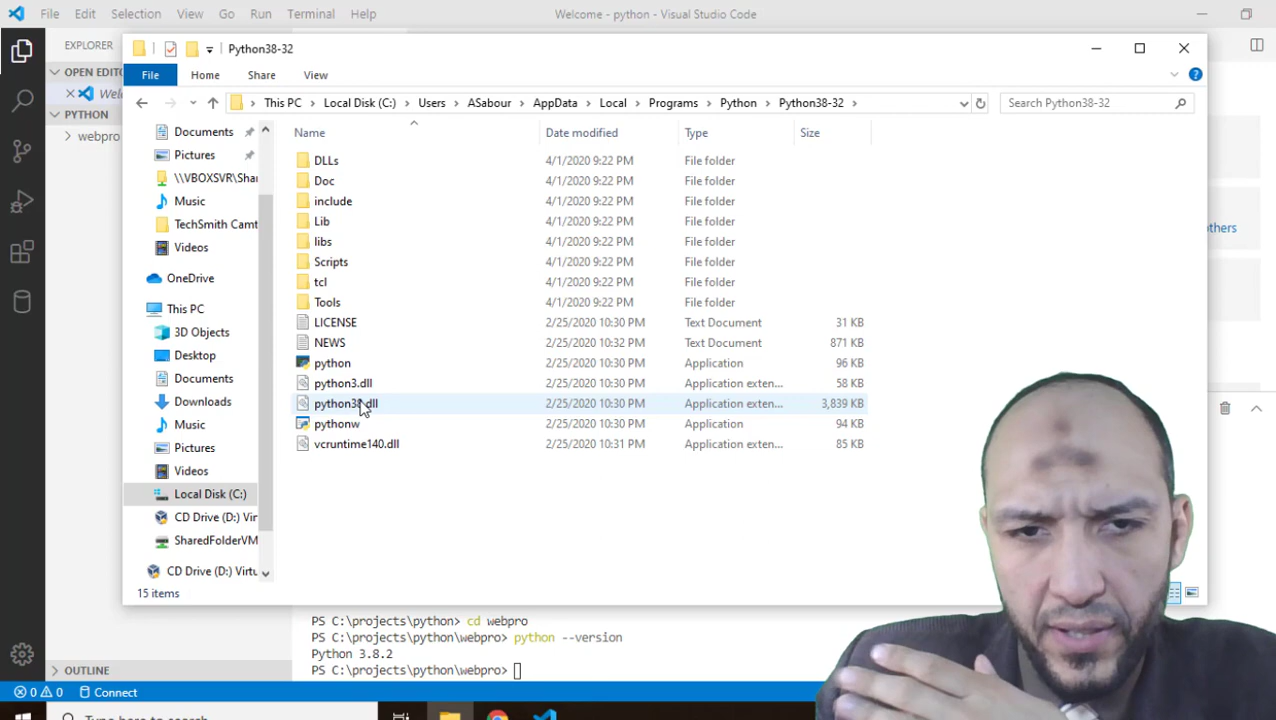 File Edit Selection View Go Run Terminal Help Welcome - python - Visual Studio Code
EXPLORER
OPEN EDITO
Welc
PYTHON
webpro
Python38-32
File Home Share View
This PC > Local Disk (C:) > Users > ASabour > AppData > Local > Programs > Python > Python38-32 >
Search Python38-32
Documents
Pictures
\\VBOXSVR\Sha
Music
TechSmith Camt
Videos
OneDrive
This PC
3D Objects
Desktop
Documents
Downloads
Music
Pictures
Videos
Local Disk (C:)
CD Drive (D:) Vir
SharedFolderVM
CD Drive (D:) Virtu
Name Date modified Type Size
DLLs 4/1/2020 9:22 PM File folder
Doc 4/1/2020 9:22 PM File folder
include 4/1/2020 9:22 PM File folder
Lib 4/1/2020 9:22 PM File folder
libs 4/1/2020 9:22 PM File folder
Scripts 4/1/2020 9:22 PM File folder
tcl 4/1/2020 9:22 PM File folder
Tools 4/1/2020 9:22 PM File folder
LICENSE 2/25/2020 10:30 PM Text Document 31 KB
NEWS 2/25/2020 10:32 PM Text Document 871 KB
python 2/25/2020 10:30 PM Application 96 KB
python3.dll 2/25/2020 10:30 PM Application exten... 58 KB
python38.dll 2/25/2020 10:30 PM Application exten... 3,839 KB
pythonw 2/25/2020 10:30 PM Application 94 KB
vcruntime140.dll 2/25/2020 10:31 PM Application exten... 85 KB
15 items
thers
PS C:\projects\python> cd webpro
PS C:\projects\python\webpro> python --version
Python 3.8.2
PS C:\projects\python\webpro>
OUTLINE
0 0 Connect
Type here to search